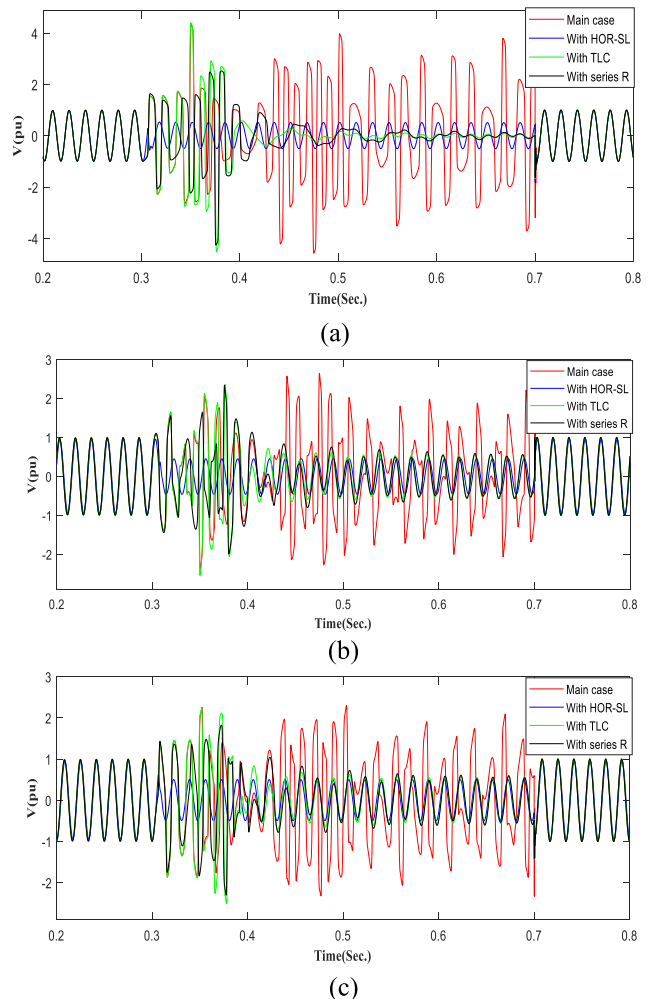 Main case
With HOR-SL
With TLC
With series R
V(pu)
4
2
0
-2
-4
0.2 0.3 0.4 0.5 0.6 0.7 0.8
Time(Sec.)
(a)
Main case
With HOR-SL
With TLC
With series R
V(pu)
3
2
1
0
-1
-2
0.2 0.3 0.4 0.5 0.6 0.7 0.8
Time(Sec.)
(b)
Main case
With HOR-SL
With TLC
With series R
V(pu)
3
2
1
0
-1
-2
0.2 0.3 0.4 0.5 0.6 0.7 0.8
Time(Sec.)
(c)